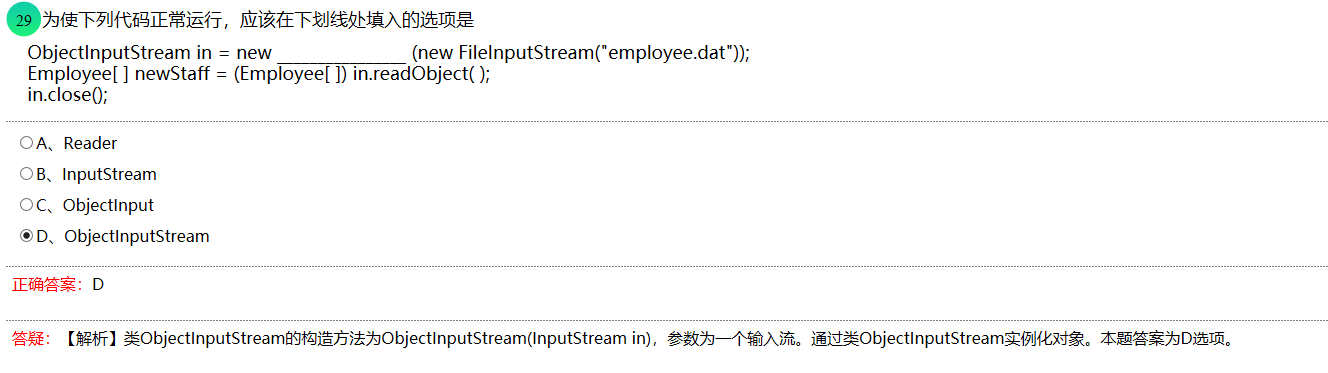 29 为使下列代码正常运行，应该在下划线处填入的选项是
ObjectInputStream in = new ________________ (new FileInputStream("employee.dat"));
Employee[ ] newStaff = (Employee[ ]) in.readObject( );
in.close();
A、Reader
B、InputStream
C、ObjectInput
D、ObjectInputStream
正确答案：D
答疑：【解析】类ObjectInputStream的构造方法为ObjectInputStream(InputStream in)，参数为一个输入流。通过类ObjectInputStream实例化对象。本题答案为D选项。